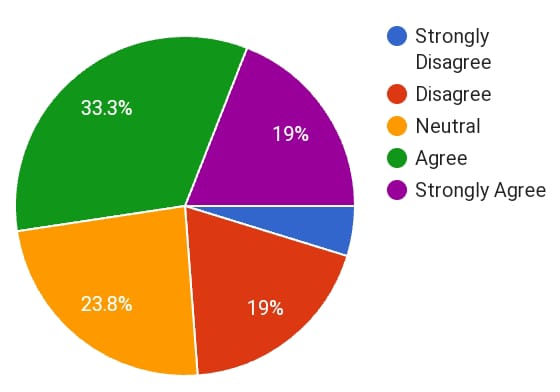 Strongly
Disagree
Disagree
Neutral
Agree
Strongly Agree
33.3%
19%
23.8%
19%